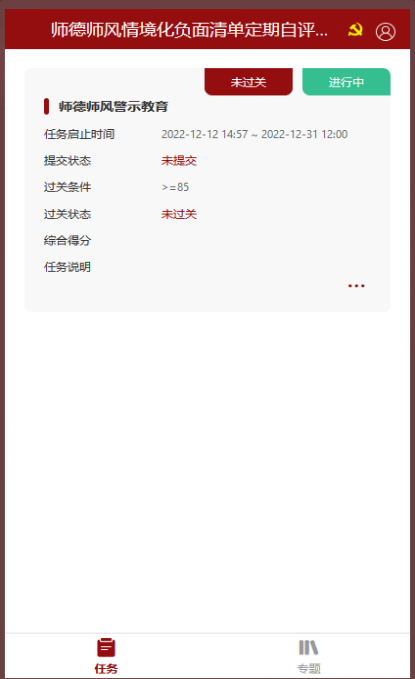 师德师风情境化负面清单定期自评...
未过关 进行中
师德师风警示教育
任务启止时间 2022-12-12 14:57 ~ 2022-12-31 12:00
提交状态 未提交
过关条件 >=85
过关状态 未过关
综合得分
任务说明
...
任务 专题